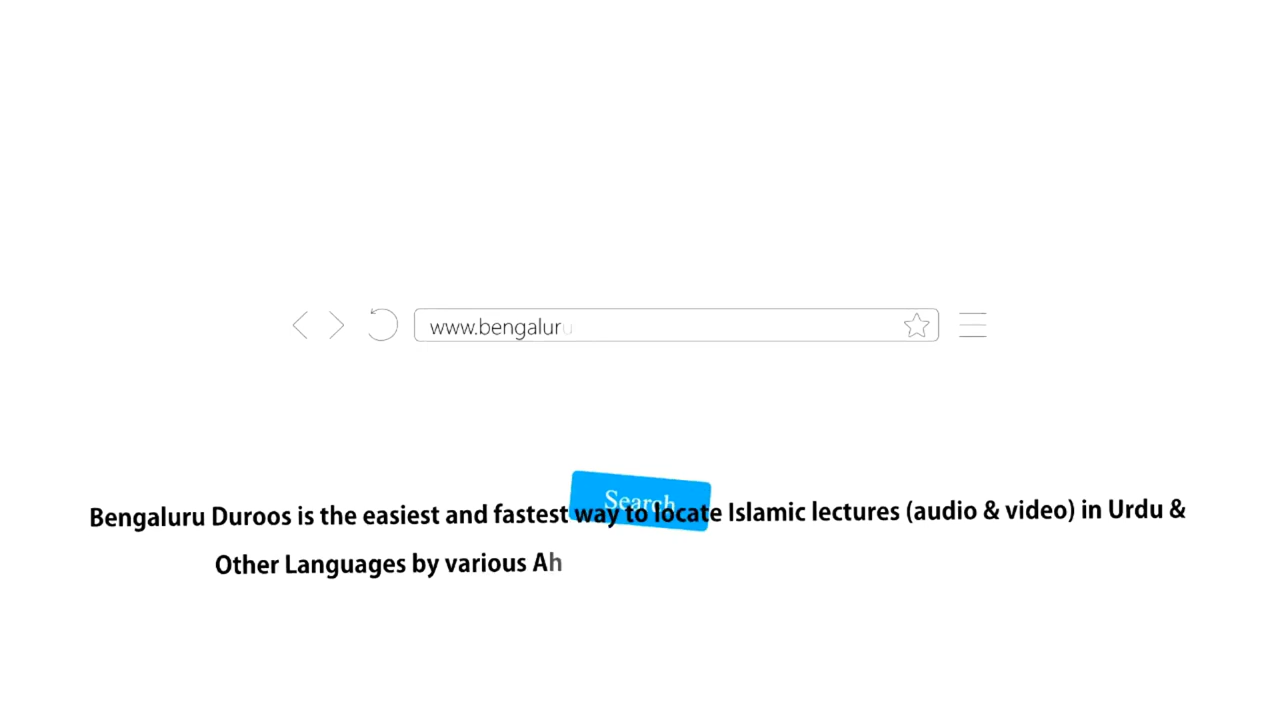 www.bengaluru
Search
Bengaluru Duroos is the easiest and fastest way to locate Islamic lectures (audio & video) in Urdu &
Other Languages by various Ah